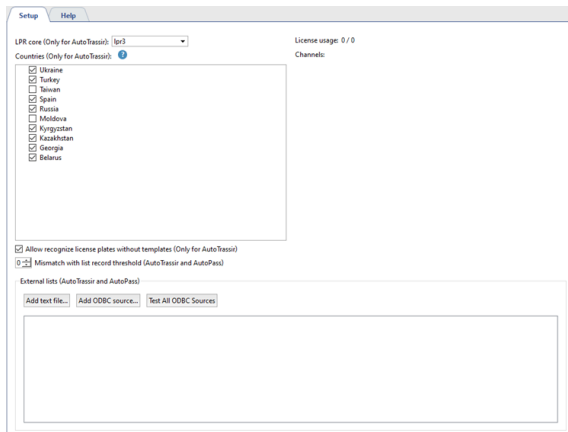 Setup Help
LPR core (Only for AutoTrassir): lpr3
Countries (Only for AutoTrassir): ?
Ukraine
Turkey
Taiwan
Spain
Russia
Moldova
Kyrgyzstan
Kazakhstan
Georgia
Belarus
License usage: 0 / 0
Channels:
Allow recognize license plates without templates (Only for AutoTrassir)
0 Mismatch with list record threshold (AutoTrassir and AutoPass)
External lists (AutoTrassir and AutoPass)
Add text file... Add ODBC source... Test All ODBC Sources